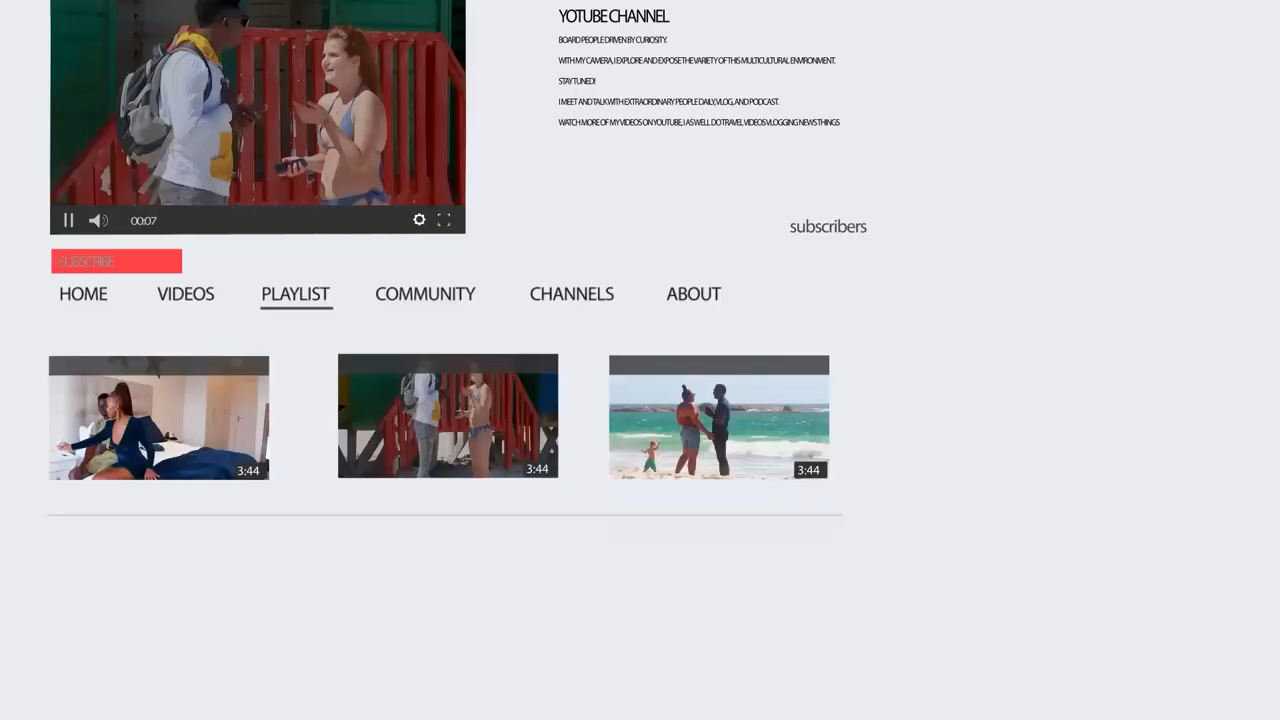 YOTUBE CHANNEL
BOARD PEOPLE DRIVEN BY CURIOSITY.
WITH MY CAMERA, I EXPLORE AND EXPOSE THE VARIETY OF THIS MULTICULTURAL ENVIRONMENT.
STAY TUNED!
I MEET AND TALK WITH EXTRAORDINARY PEOPLE DAILY, VLOG, AND PODCAST.
WATCH MORE OF MY VIDEOS ON YOUTUBE, I AS WELL DO TRAVEL VIDEOS VLOGGING NEWS THINGS
00:07
subscribers
SUBSCRIBE
HOME VIDEOS PLAYLIST COMMUNITY CHANNELS ABOUT
3:44 3:44 3:44